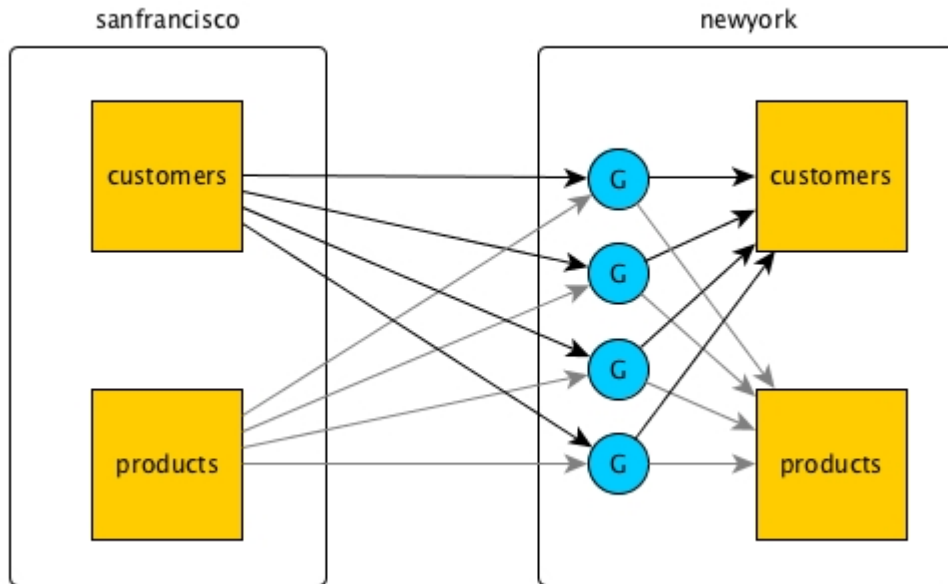 sanfrancisco
newyork
customers
G
customers
G
G
products
G
products